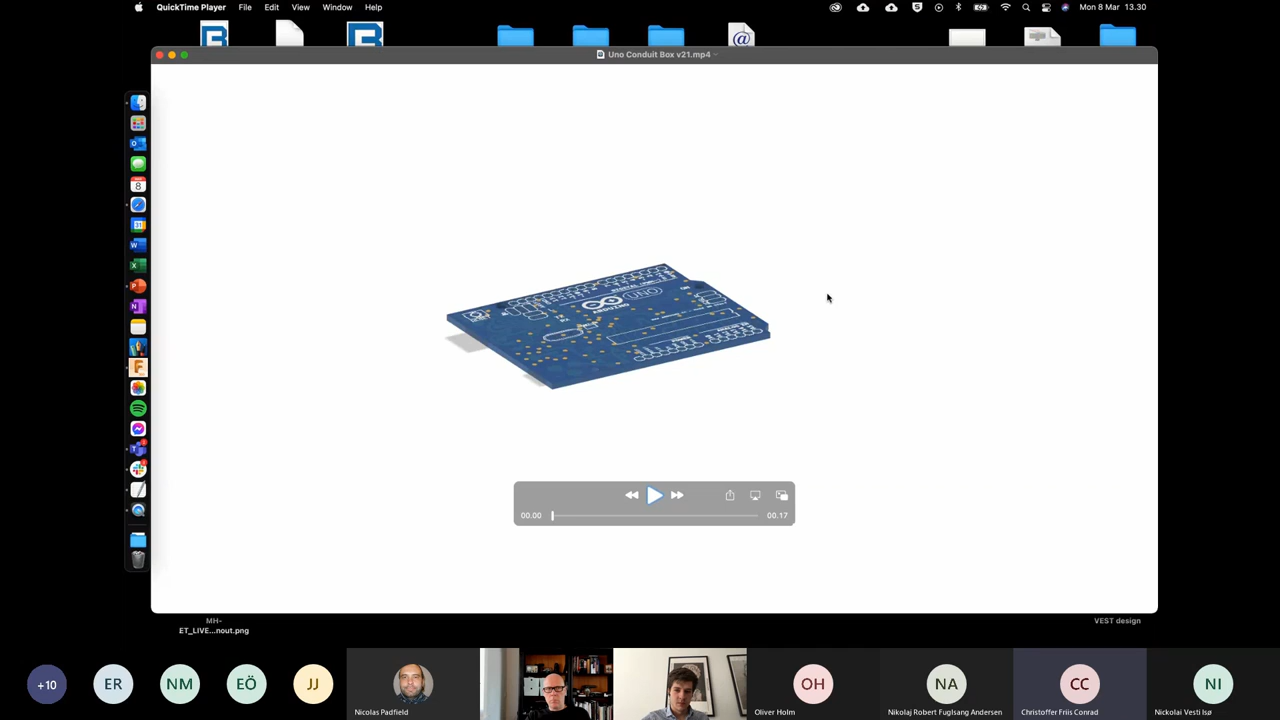 QuickTime Player File Edit View Window Help Mon 8 Mar 13.30
Uno Conduit Box v21.mp4
UNO
ARDUINO
00.00 00.17
MH-
ET_LIVE...nout.png
VEST design
+10 ER NM EÖ JJ OH NA CC NI
Nicolas Padfield Oliver Holm Nikolaj Robert Fuglsang Andersen Christoffer Friis Conrad Nickolai Vesti Isø